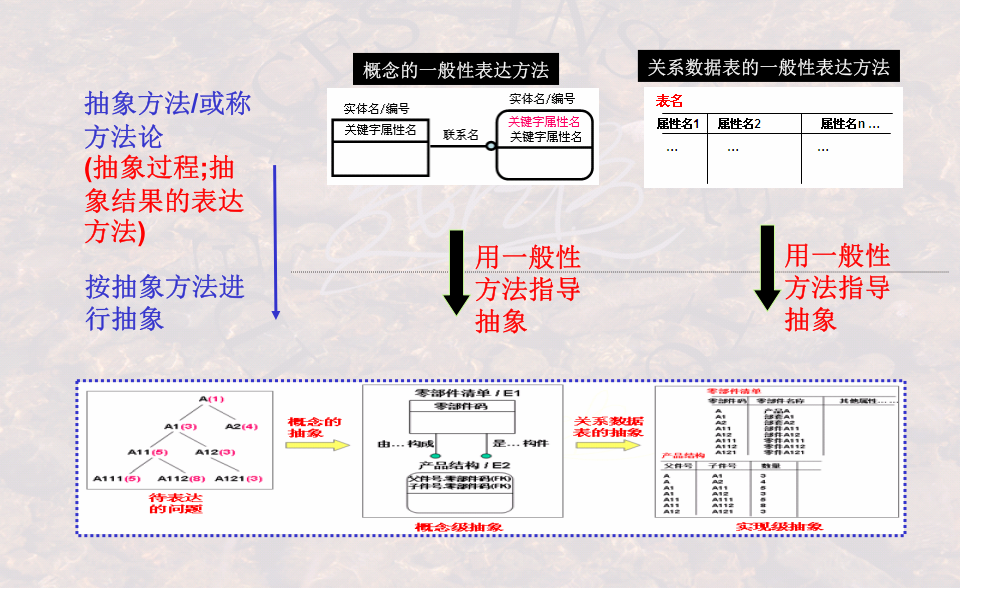 抽象方法/或称
方法论
(抽象过程;抽
象结果的表达
方法)
按抽象方法进
行抽象
概念的一般性表达方法
实体名/编号
关键字属性名
联系名
实体名/编号
关键字属性名
关键字属性名
关系数据表的一般性表达方法
表名
属性名1 属性名2 属性名n ...
... ... ...
用一般性
方法指导
抽象
用一般性
方法指导
抽象
A(1)
A1(3) A2(4)
A11(5) A12(3)
A111(5) A112(8) A121(3)
待表达
的问题
概念的
抽象
零部件清单 / E1
零部件码
由…构成 是…构件
产品结构 / E2
父件号.零部件码(FK)
子件号.零部件码(FK)
概念级抽象
关系数据
表的抽象
零部件清单
零部件码 零部件名称 其他属性… …
A 产品A
A1 部套A1
A2 部套A2
A11 部件A11
A12 部件A12
A111 零件A111
A112 零件A112
A121 零件A121
产品结构
父件号 子件号 数量
A A1 3
A A2 4
A1 A11 5
A1 A12 3
A11 A111 5
A11 A112 8
A12 A121 3
实现级抽象